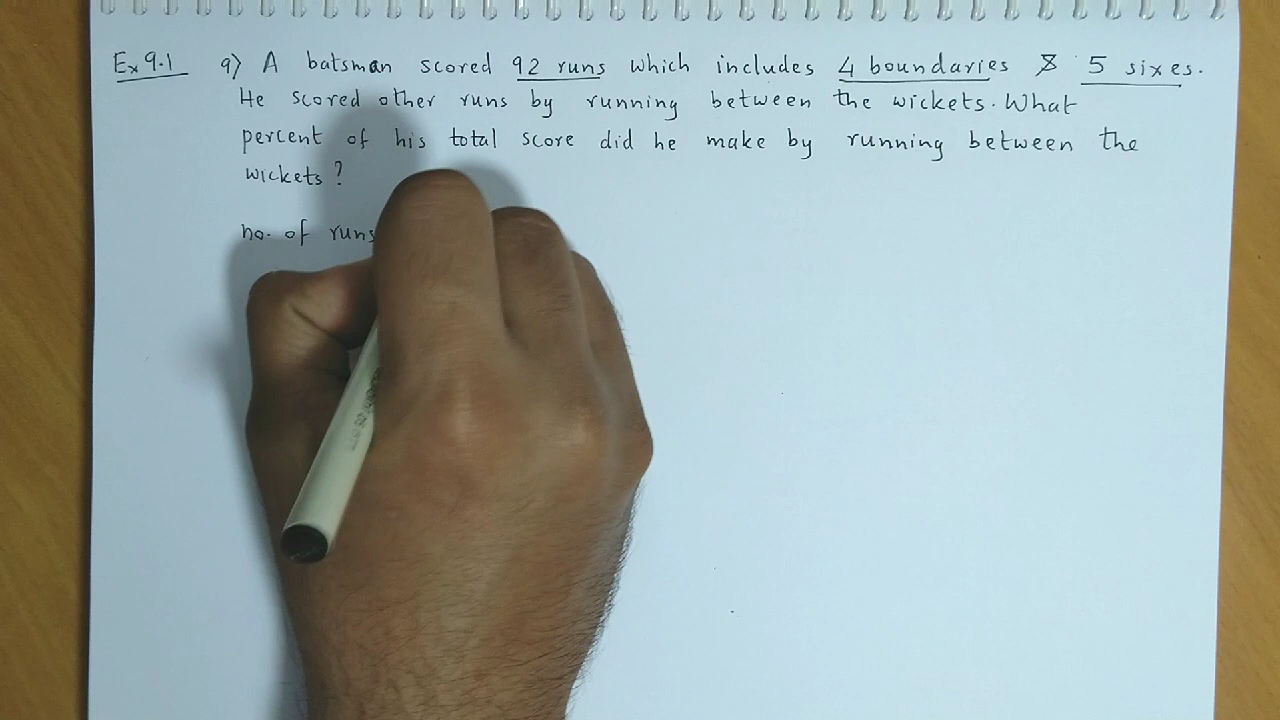 Ex 9.1 9) A batsman scored 92 runs which includes 4 boundaries & 5 sixes.
He scored other runs by running between the wickets. What
percent of his total score did he make by running between the
wickets?
no. of runs